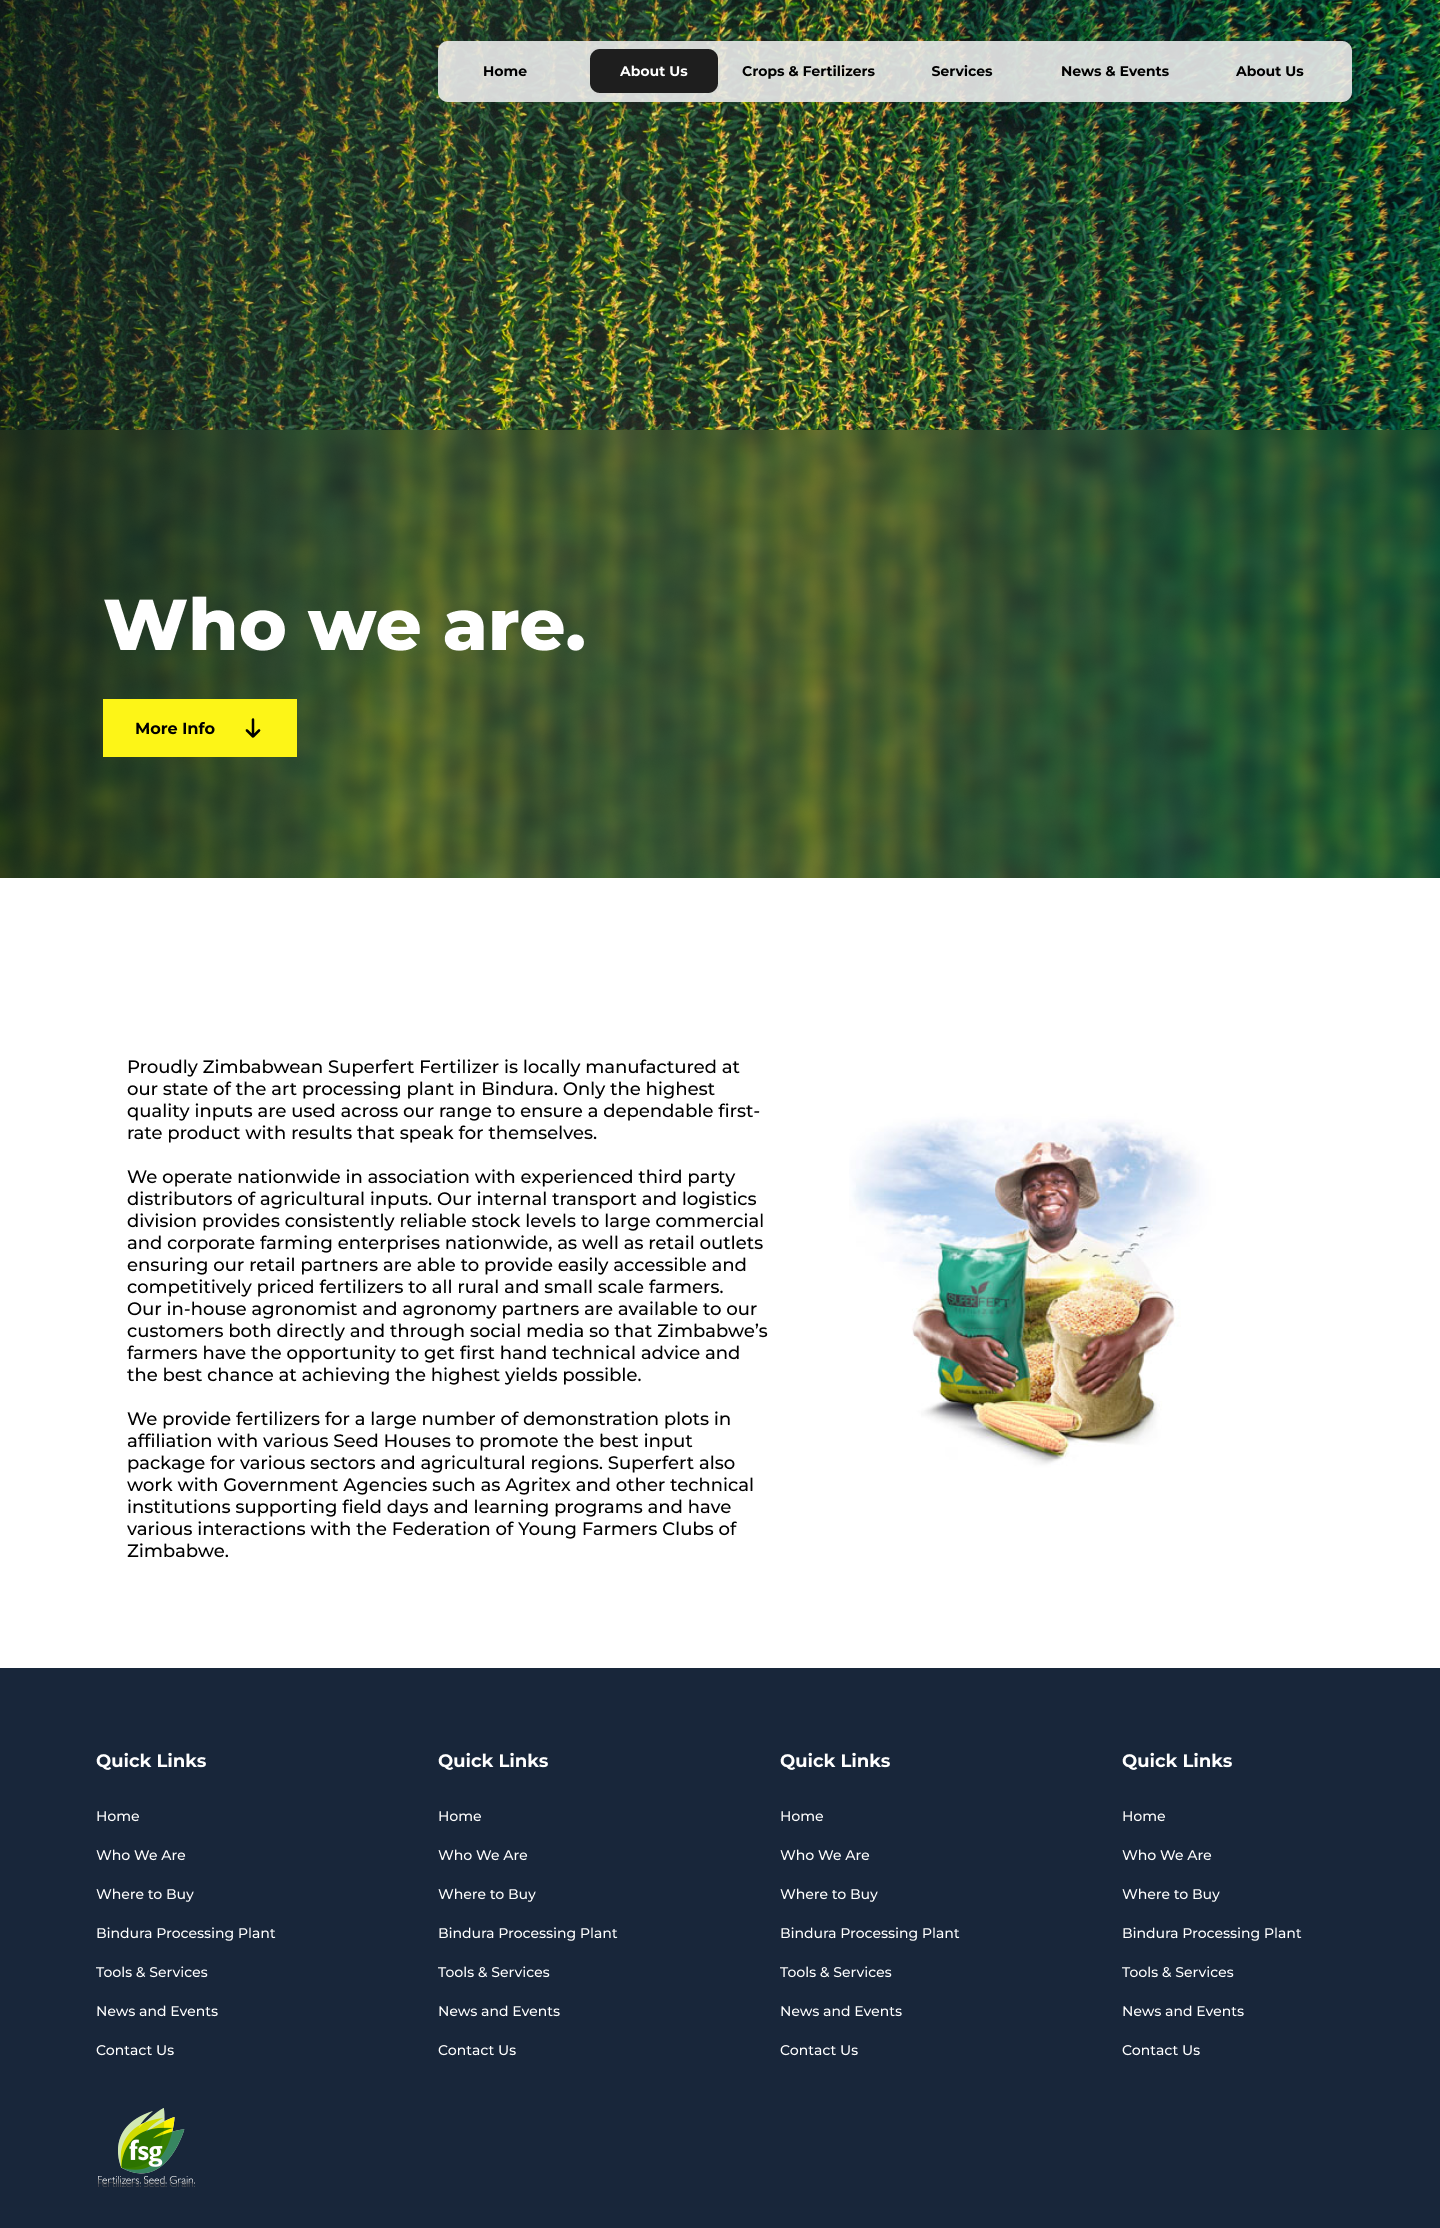 Home
About Us
Crops & Fertilizers
Services
News & Events
About Us
Who we are.
More Info
Proudly Zimbabwean Superfert Fertilizer is locally manufactured at
our state of the art processing plant in Bindura. Only the highest
quality inputs are used across our range to ensure a dependable first-
rate product with results that speak for themselves.
We operate nationwide in association with experienced third party
distributors of agricultural inputs. Our internal transport and logistics
division provides consistently reliable stock levels to large commercial
and corporate farming enterprises nationwide, as well as retail outlets
ensuring our retail partners are able to provide easily accessible and
competitively priced fertilizers to all rural and small scale farmers.
Our in-house agronomist and agronomy partners are available to our
customers both directly and through social media so that Zimbabwe’s
farmers have the opportunity to get first hand technical advice and
the best chance at achieving the highest yields possible.
We provide fertilizers for a large number of demonstration plots in
affiliation with various Seed Houses to promote the best input
package for various sectors and agricultural regions. Superfert also
work with Government Agencies such as Agritex and other technical
institutions supporting field days and learning programs and have
various interactions with the Federation of Young Farmers Clubs of
Zimbabwe.
SUPERFERT
Quick Links
Home
Who We Are
Where to Buy
Bindura Processing Plant
Tools & Services
News and Events
Contact Us
Quick Links
Home
Who We Are
Where to Buy
Bindura Processing Plant
Tools & Services
News and Events
Contact Us
Quick Links
Home
Who We Are
Where to Buy
Bindura Processing Plant
Tools & Services
News and Events
Contact Us
Quick Links
Home
Who We Are
Where to Buy
Bindura Processing Plant
Tools & Services
News and Events
Contact Us
fsg
Fertilizers. Seed. Grain.